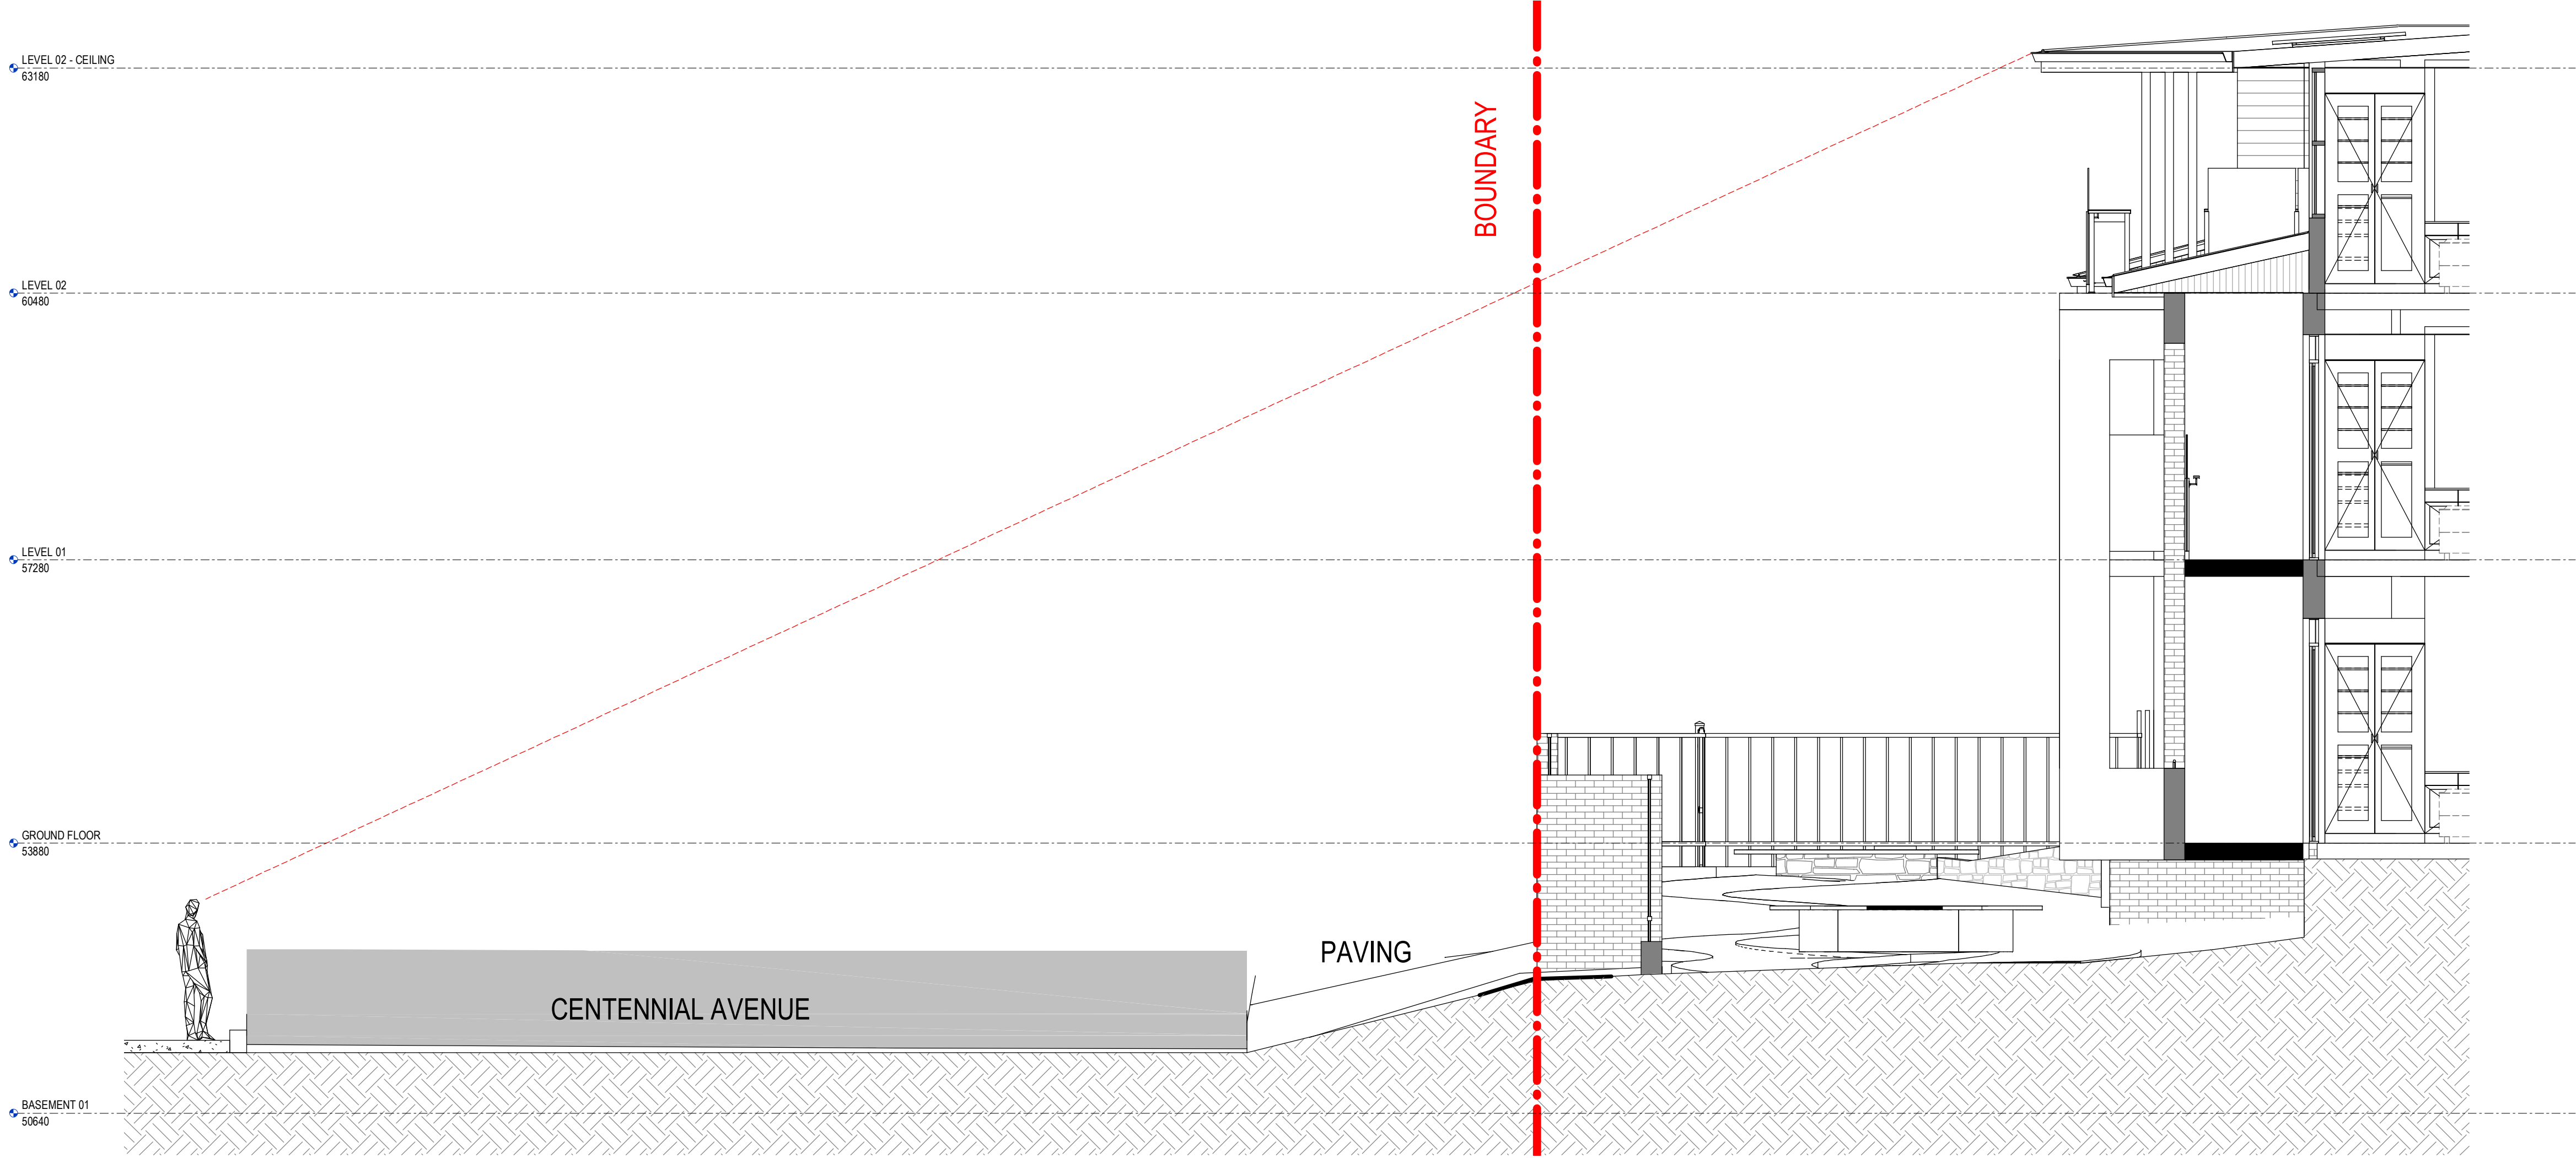 LEVEL 02 - CEILING
63180
BOUNDARY
LEVEL 02
60480
LEVEL 01
57280
GROUND FLOOR
53880
PAVING
CENTENNIAL AVENUE
BASEMENT 01
50640